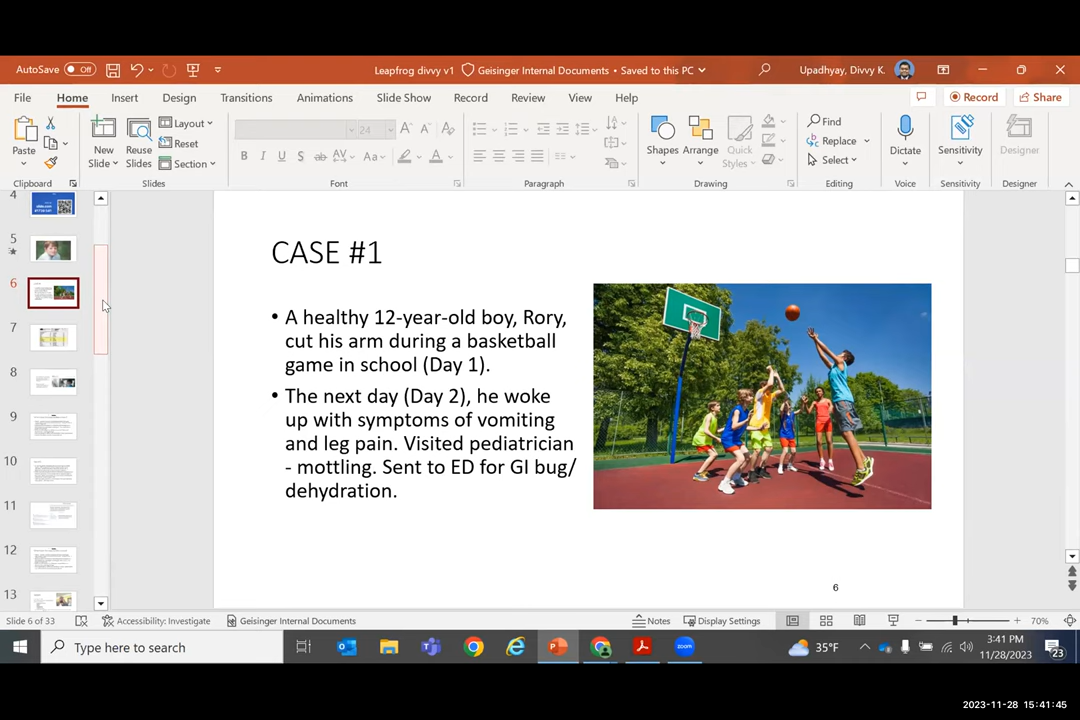 AutoSave Off
Leapfrog divvy v1 Geisinger Internal Documents • Saved to this PC
Upadhyay, Divvy K.
File Home Insert Design Transitions Animations Slide Show Record Review View Help
Record Share
Paste
New Slide
Reuse Slides
Layout
Reset
Section
24
B I U S ab AV Aa A
Shapes Arrange Quick Styles
Find
Replace
Select
Dictate Sensitivity Designer
Clipboard Slides Font Paragraph Drawing Editing Voice Sensitivity Designer
4
5
6
7
8
9
10
11
12
13
CASE #1
• A healthy 12-year-old boy, Rory,
cut his arm during a basketball
game in school (Day 1).
• The next day (Day 2), he woke
up with symptoms of vomiting
and leg pain. Visited pediatrician
- mottling. Sent to ED for GI bug/
dehydration.
6
Slide 6 of 33 Accessibility: Investigate Geisinger Internal Documents Notes Display Settings 70%
Type here to search
zoom
35°F
3:41 PM
11/28/2023
23
2023-11-28 15:41:45